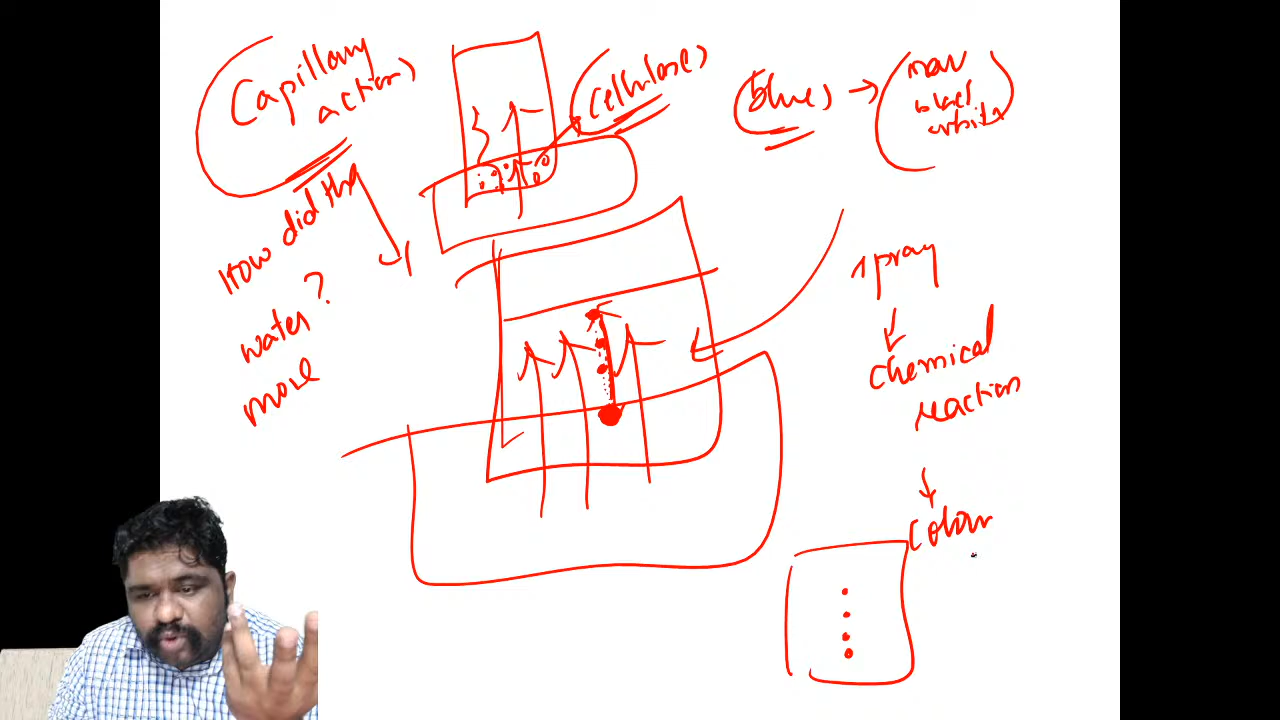 Capillary
action
cellulose
blue
How did the
water?
move
spray
chemical
reaction
colour